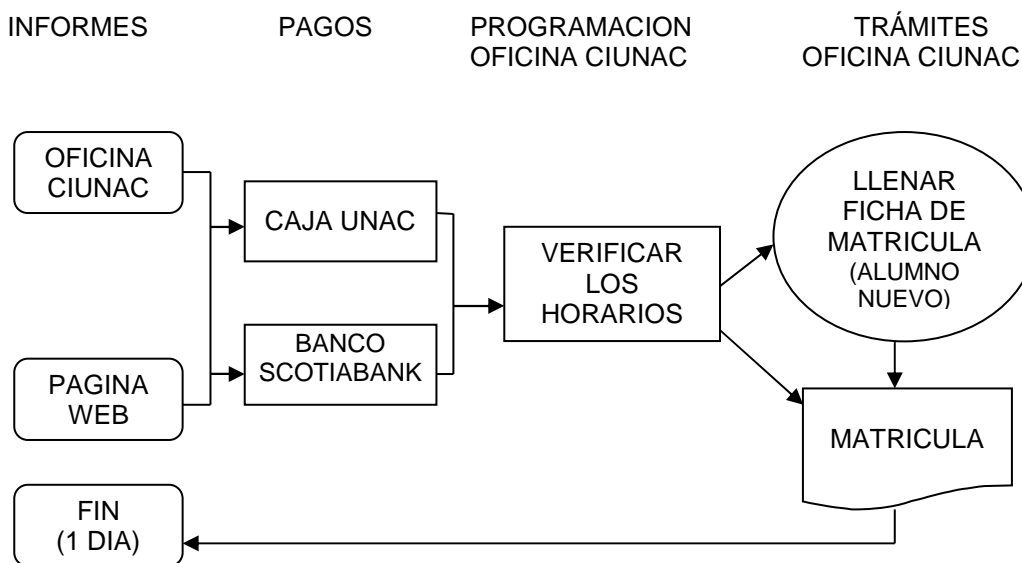 INFORMES
PAGOS
PROGRAMACION
OFICINA CIUNAC
TRÁMITES
OFICINA CIUNAC
OFICINA
CIUNAC
PAGINA
WEB
CAJA UNAC
BANCO
SCOTIABANK
VERIFICAR
LOS
HORARIOS
LLENAR
FICHA DE
MATRICULA
(ALUMNO
NUEVO)
MATRICULA
FIN
(1 DIA)